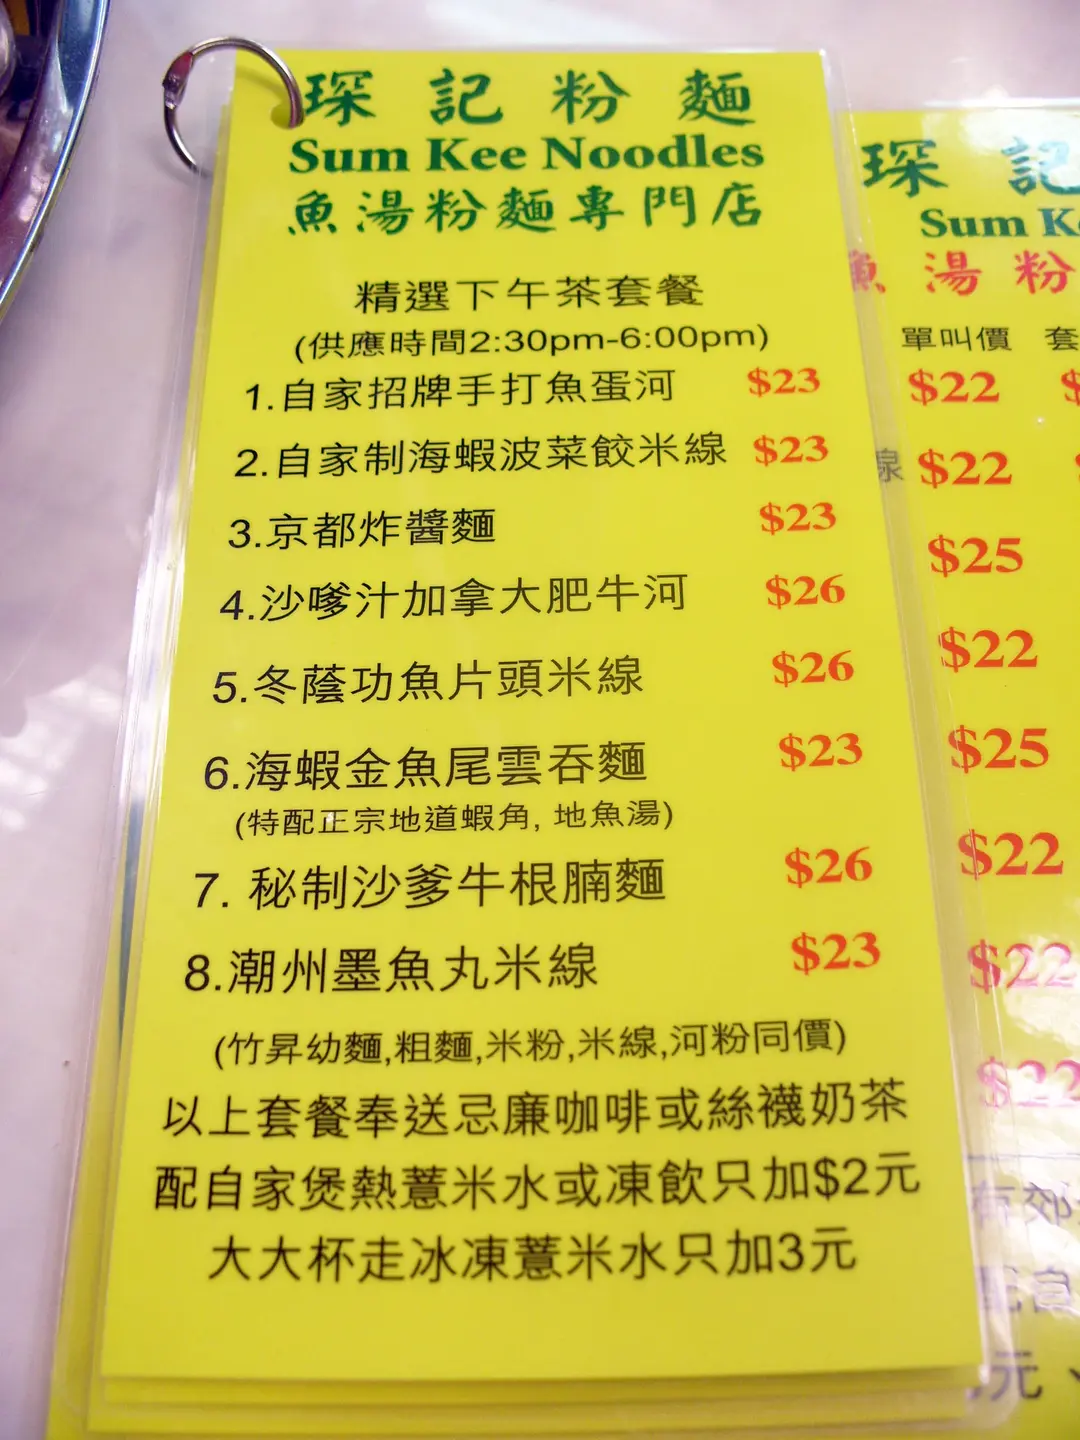 琛記粉麵
Sum Kee Noodles
魚湯粉麵專門店
精選下午茶套餐
(供應時間2:30pm-6:00pm)
1.自家招牌手打魚蛋河 $23
2.自家制海蝦波菜餃米線 $23
3.京都炸醬麵 $23
4.沙嗲汁加拿大肥牛河 $26
5.冬蔭功魚片頭米線 $26
6.海蝦金魚尾雲吞麵 $23
(特配正宗地道蝦角, 地魚湯)
7. 秘制沙爹牛根腩麵 $26
8.潮州墨魚丸米線 $23
(竹昇幼麵,粗麵,米粉,米線,河粉同價)
以上套餐奉送忌廉咖啡或絲襪奶茶
配自家煲熱薏米水或凍飲只加$2元
大大杯走冰凍薏米水只加3元
琛記
Sum K
魚湯粉
單叫價 套
$22
線 $22
$25
$22
$25
$22
$22
$22
有郊
配自
元、